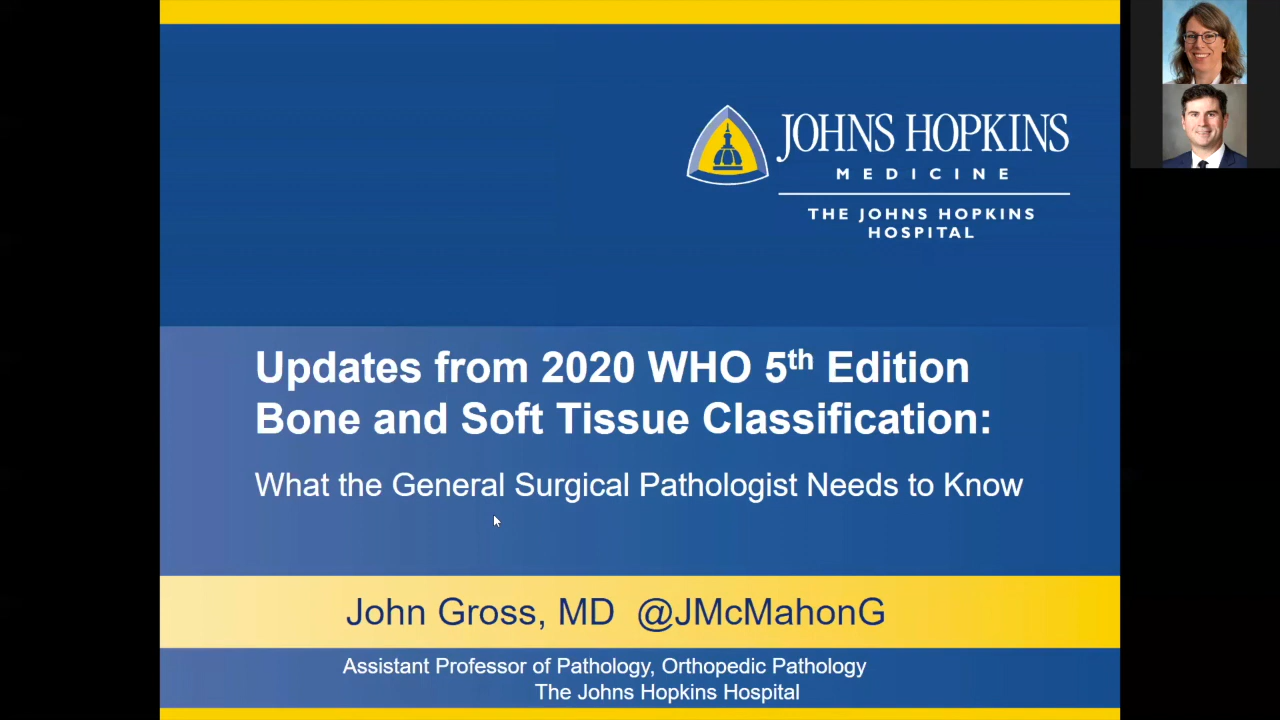 JOHNS HOPKINS
MEDICINE
THE JOHNS HOPKINS
HOSPITAL
Updates from 2020 WHO 5th Edition
Bone and Soft Tissue Classification:
What the General Surgical Pathologist Needs to Know
John Gross, MD @JMcMahonG
Assistant Professor of Pathology, Orthopedic Pathology
The Johns Hopkins Hospital